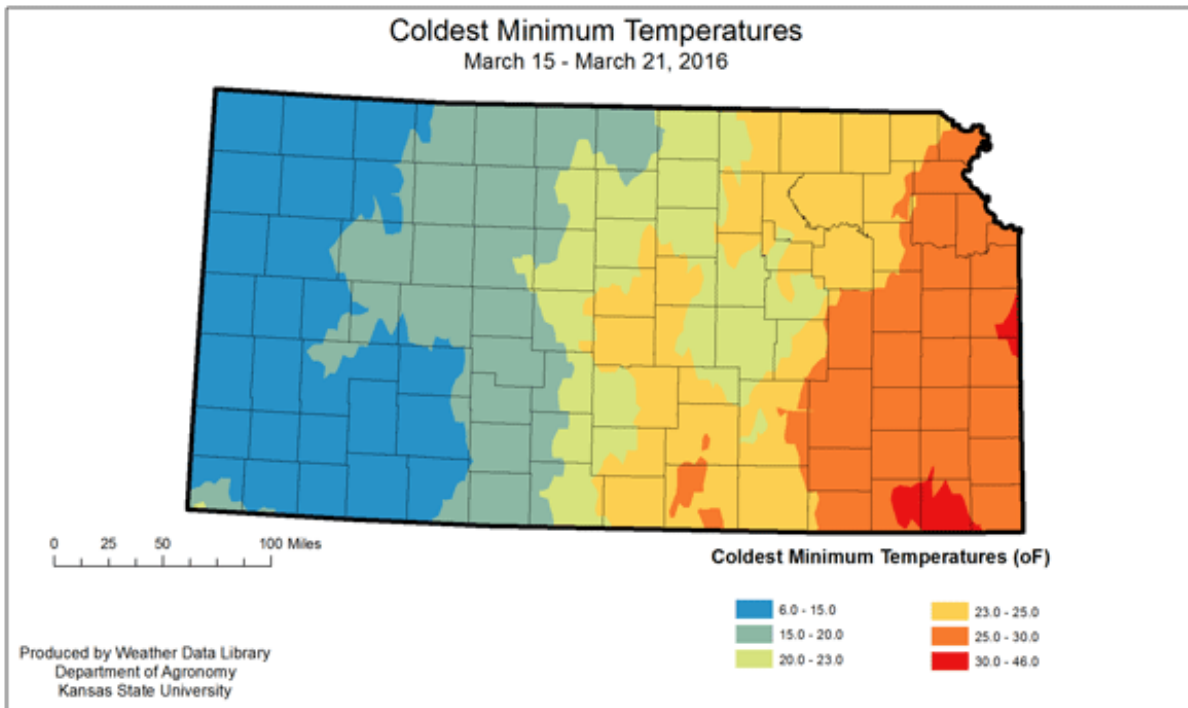 Coldest Minimum Temperatures
March 15 - March 21, 2016
0 25 50 100 Miles
Coldest Minimum Temperatures (oF)
6.0 - 15.0
15.0 - 20.0
20.0 - 23.0
23.0 - 25.0
25.0 - 30.0
30.0 - 46.0
Produced by Weather Data Library
Department of Agronomy
Kansas State University